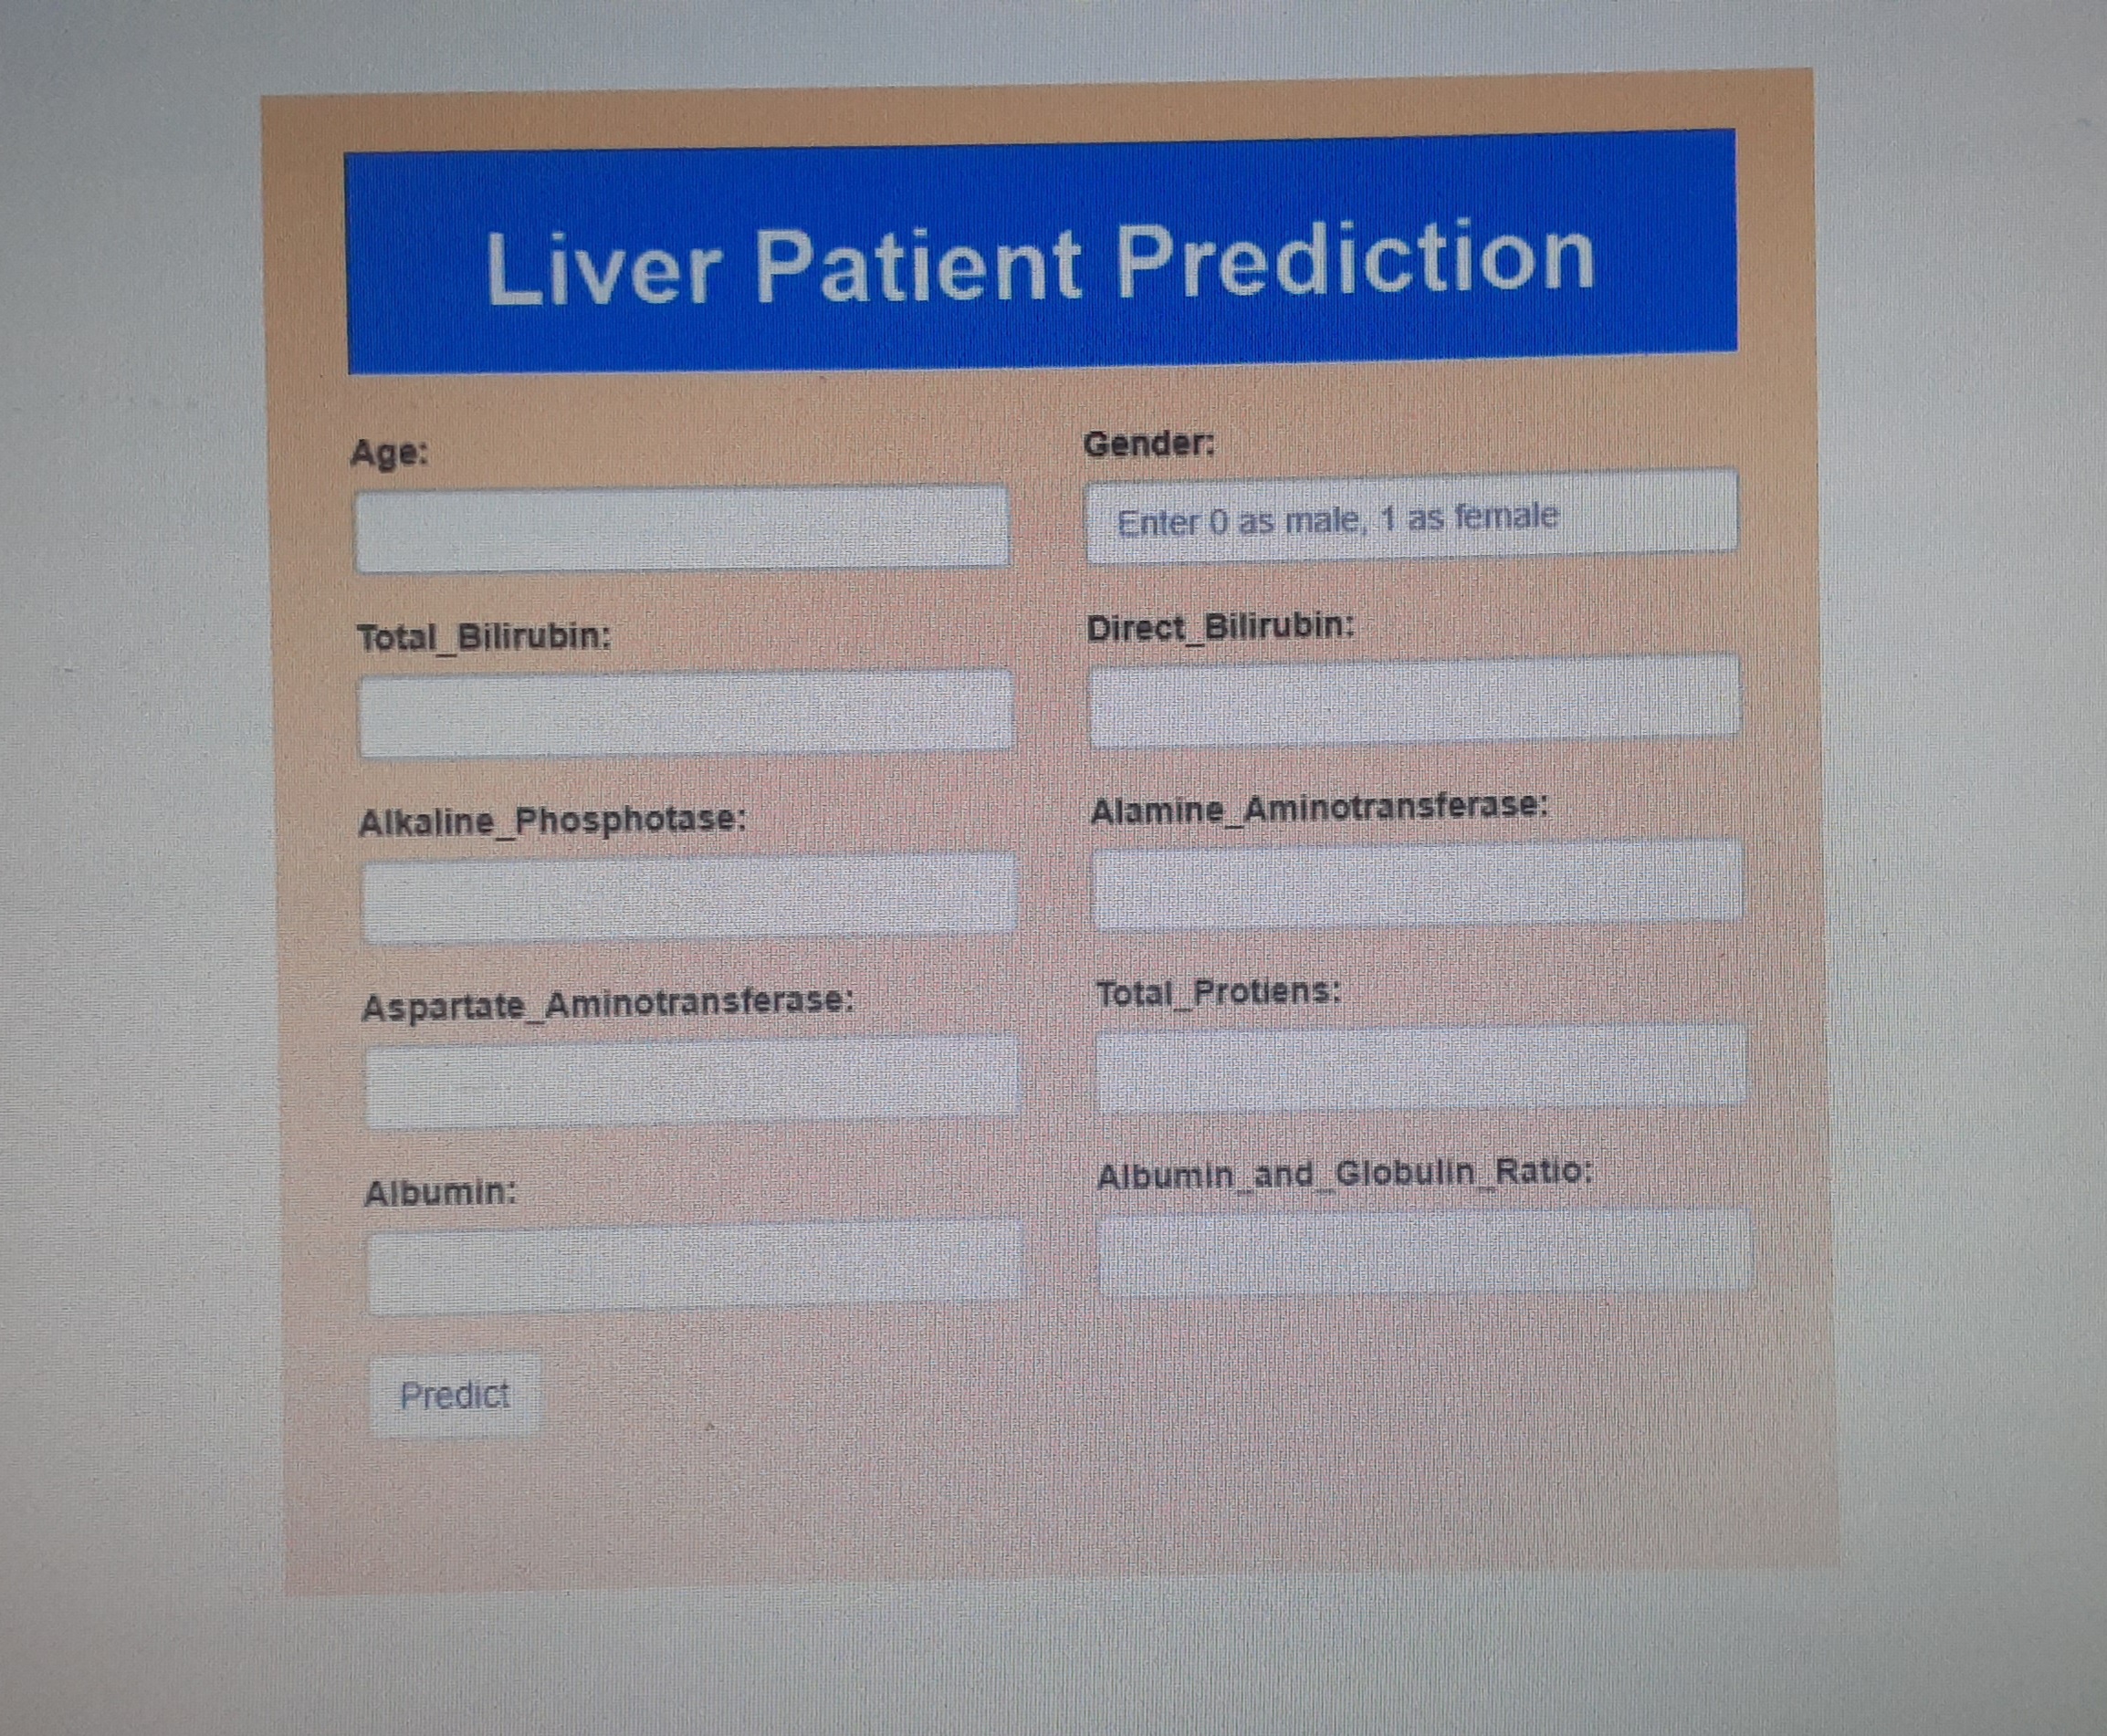 Liver Patient Prediction
Age:
Gender:
Enter 0 as male, 1 as female
Total_Bilirubin:
Direct_Bilirubin:
Alkaline_Phosphotase:
Alamine_Aminotransferase:
Aspartate_Aminotransferase:
Total_Protiens:
Albumin:
Albumin_and_Globulin_Ratio:
Predict